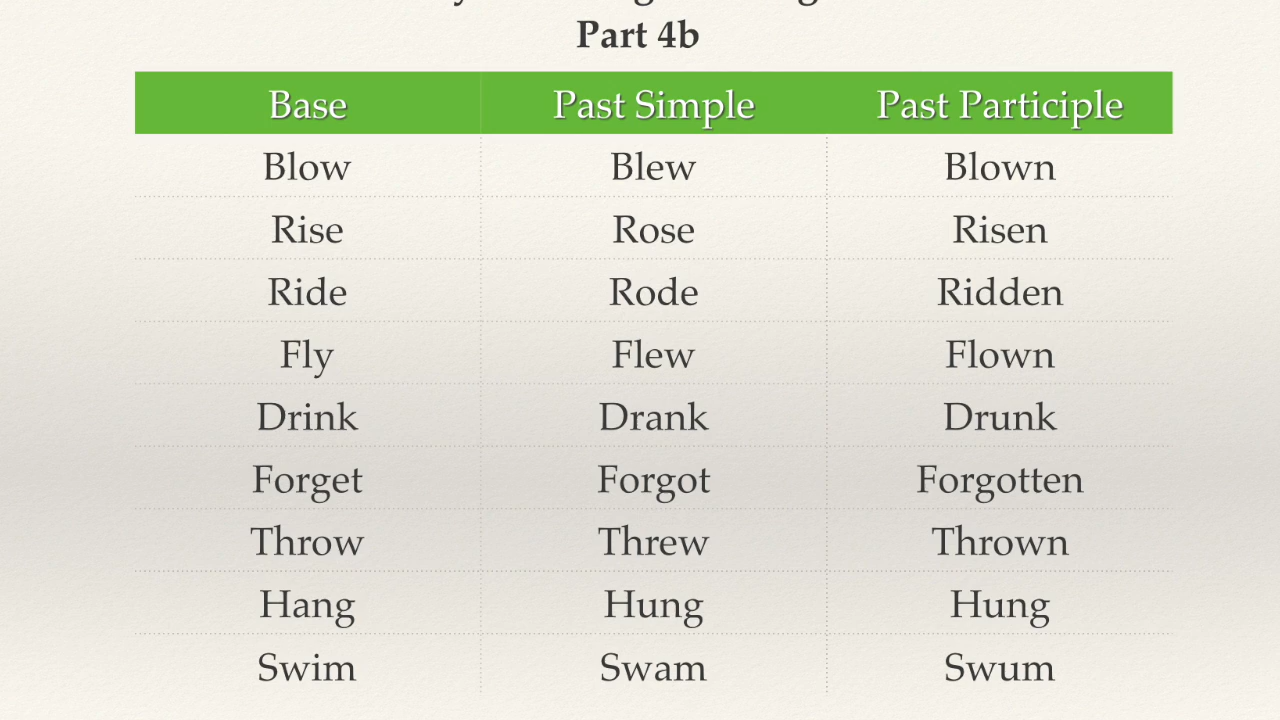 Part 4b
Base Past Simple Past Participle
Blow Blew Blown
Rise Rose Risen
Ride Rode Ridden
Fly Flew Flown
Drink Drank Drunk
Forget Forgot Forgotten
Throw Threw Thrown
Hang Hung Hung
Swim Swam Swum